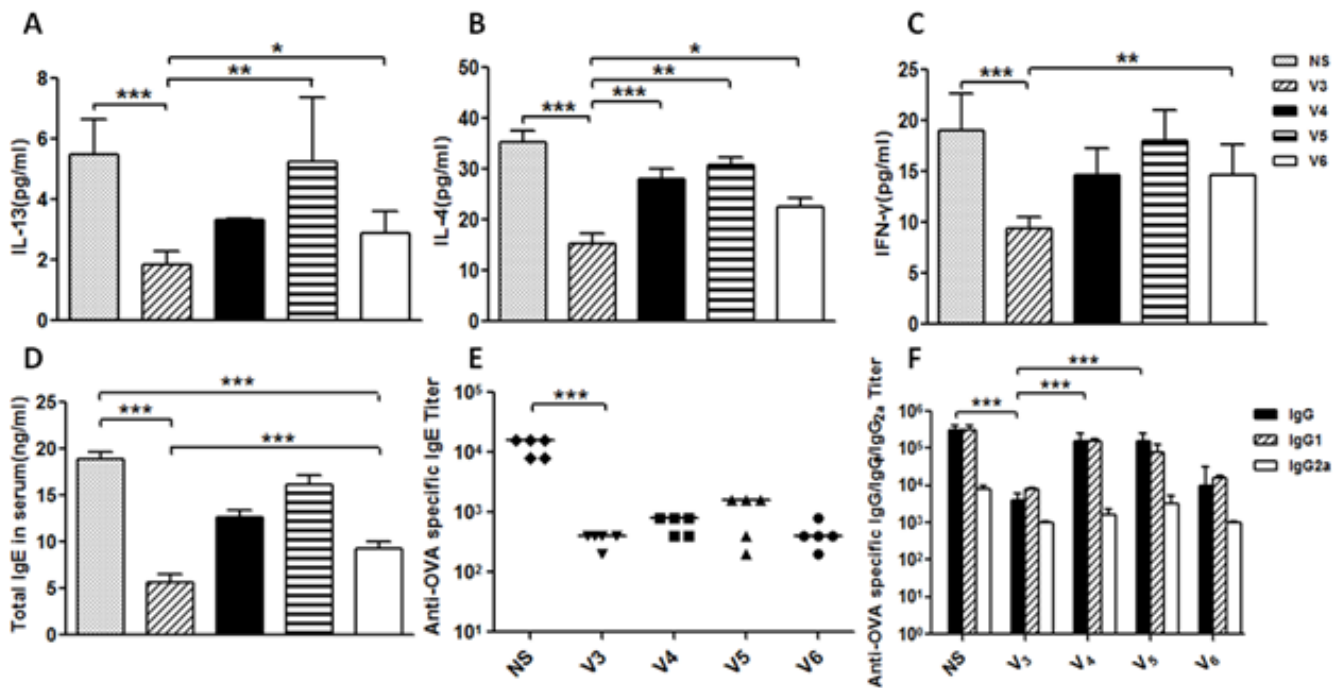 A
IL-13(pg/ml)
8
6
4
2
0
***
**
*
B
IL-4(pg/ml)
50
40
30
20
10
0
***
***
**
*
C
IFN-γ(pg/ml)
25
20
15
10
5
0
***
**
NS
V3
V4
V5
V6
D
Total IgE in serum(ng/ml)
25
20
15
10
5
0
***
***
***
E
Anti-OVA specific IgE Titer
10⁵
10⁴
10³
10²
10¹
***
NS
V3
V4
V5
V6
F
Anti-OVA specific IgG/IgG/IgG₂ₐ Titer
10⁶
10⁵
10⁴
10³
10²
10¹
10⁰
***
***
***
NS
V₃
V₄
V₅
V₆
IgG
IgG1
IgG2a